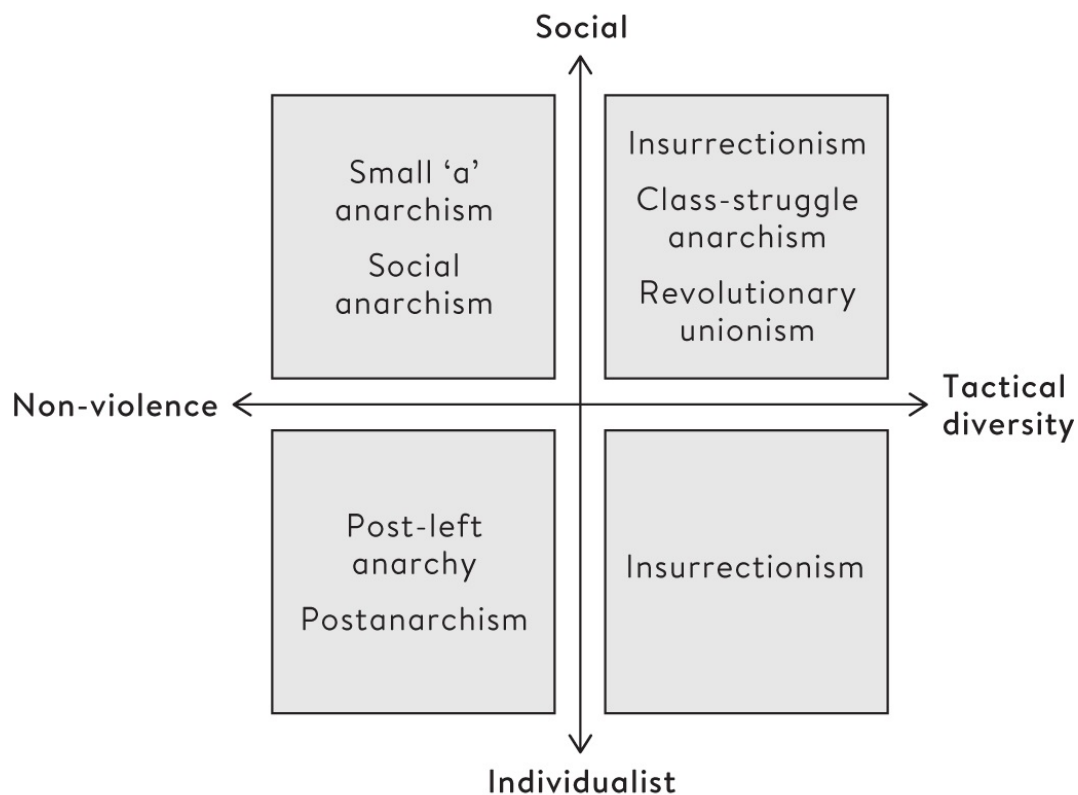 Social
Small ‘a’
anarchism
Social
anarchism
Insurrectionism
Class-struggle
anarchism
Revolutionary
unionism
Non-violence
Tactical
diversity
Post-left
anarchy
Postanarchism
Insurrectionism
Individualist